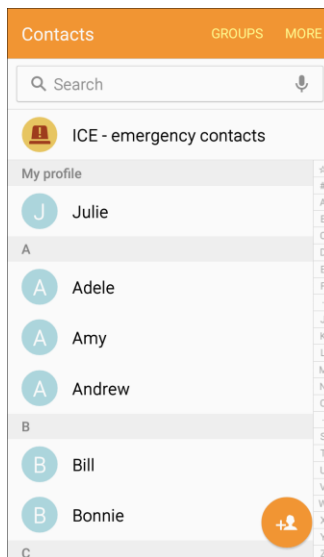 Contacts GROUPS MORE
Search
ICE - emergency contacts
My profile
J Julie
A
A Adele
A Amy
A Andrew
B
B Bill
B Bonnie
C